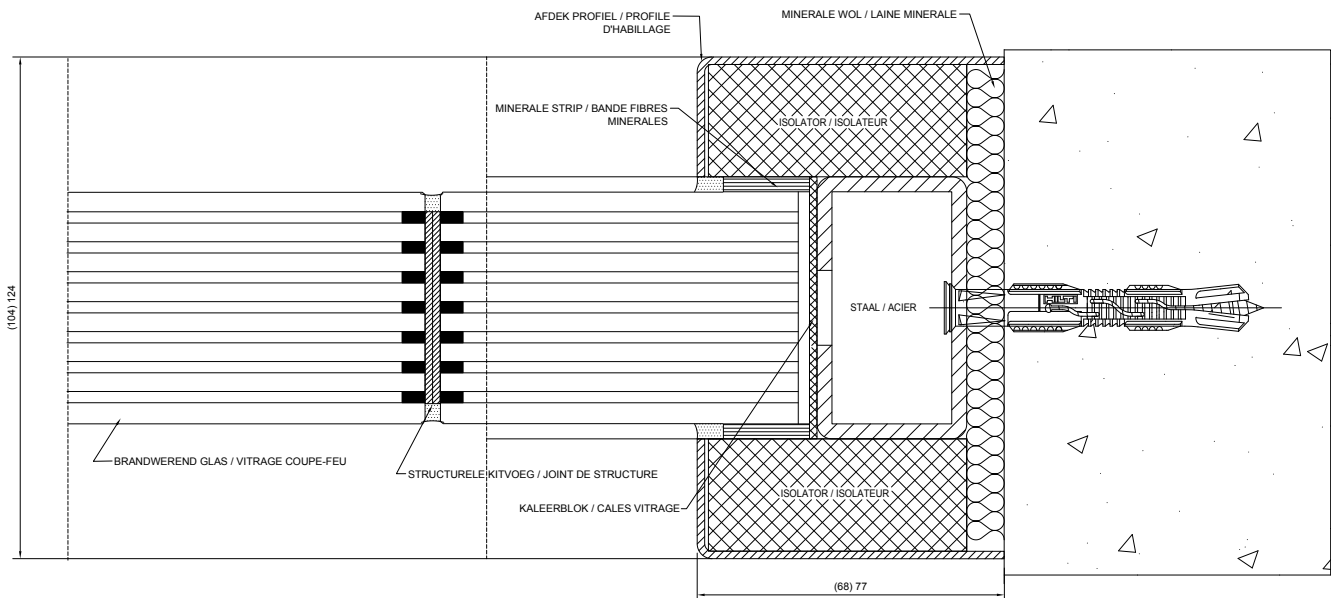 AFDEK PROFIEL / PROFILE
D'HABILLAGE
MINERALE WOL / LAINE MINERALE
MINERALE STRIP / BANDE FIBRES
MINERALES
ISOLATOR / ISOLATEUR
(104) 124
STAAL / ACIER
BRANDWEREND GLAS / VITRAGE COUPE-FEU
STRUCTURELE KITVOEG / JOINT DE STRUCTURE
ISOLATOR / ISOLATEUR
KALEERBLOK / CALES VITRAGE
(68) 77